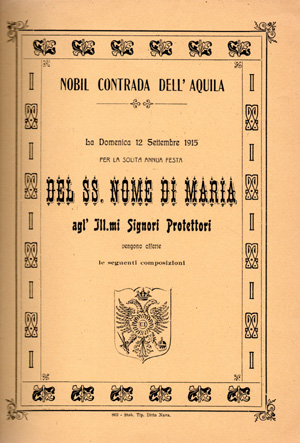 NOBIL CONTRADA DELL' AQUILA
La Domenica 12 Settembre 1915
PER LA SOLITA ANNUA FESTA
DEL SS. NOME DI MARIA
agl' Ill.mi Signori Protettori
vengono offerte
le seguenti composizioni
Stab. Tip. Ditta Nava.